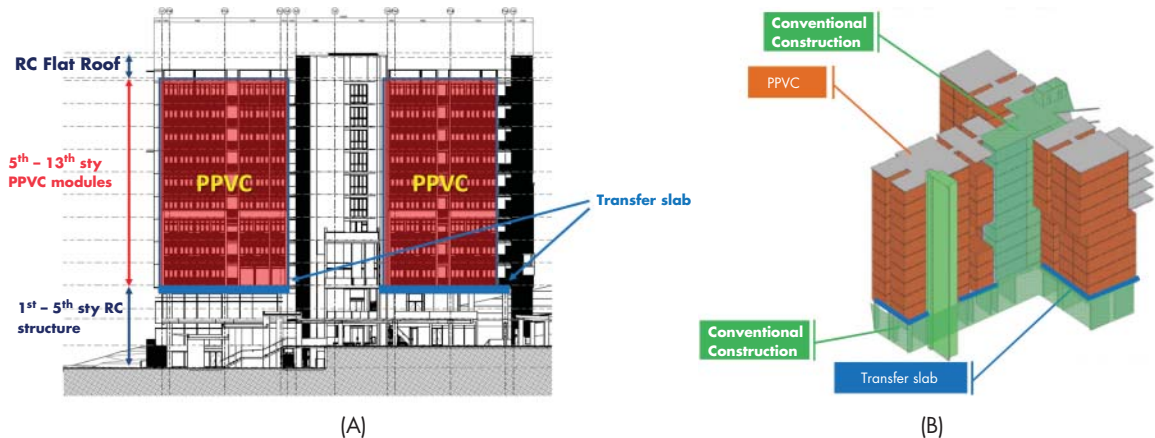 RC Flat Roof
5th – 13th sty
PPVC modules
1st – 5th sty RC
structure
PPVC
PPVC
Transfer slab
(A)
Conventional
Construction
PPVC
Conventional
Construction
Transfer slab
(B)